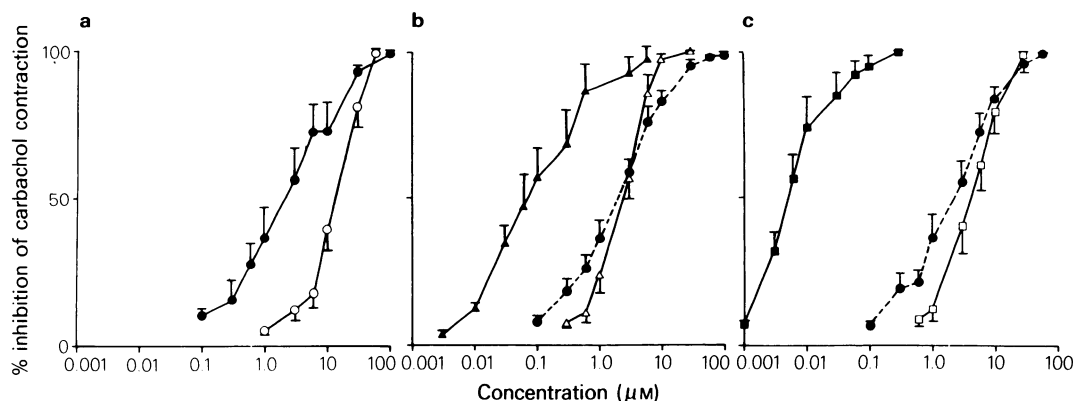 a
b
c
% inhibition of carbachol contraction
100
50
0
0.001 0.01 0.1 1.0 10 100
0.001 0.01 0.1 1.0 10 100
0.001 0.01 0.1 1.0 10 100
Concentration (μM)